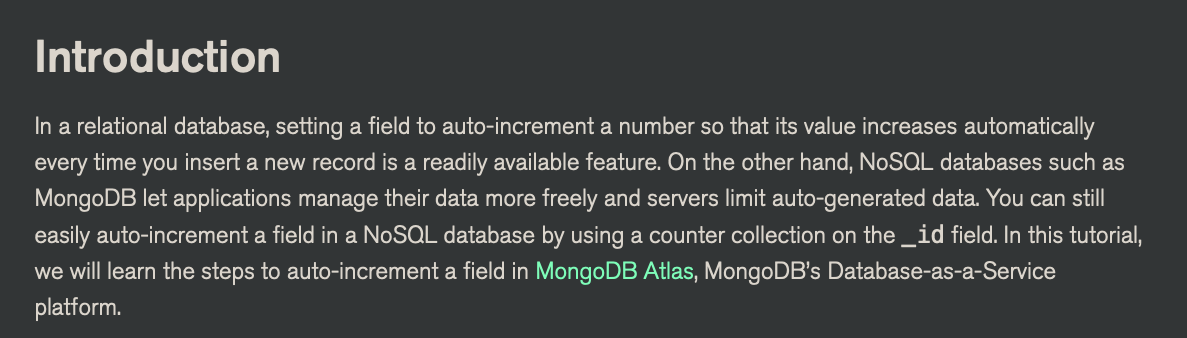 Introduction
In a relational database, setting a field to auto-increment a number so that its value increases automatically
every time you insert a new record is a readily available feature. On the other hand, NoSQL databases such as
MongoDB let applications manage their data more freely and servers limit auto-generated data. You can still
easily auto-increment a field in a NoSQL database by using a counter collection on the _id field. In this tutorial,
we will learn the steps to auto-increment a field in MongoDB Atlas, MongoDB’s Database-as-a-Service
platform.